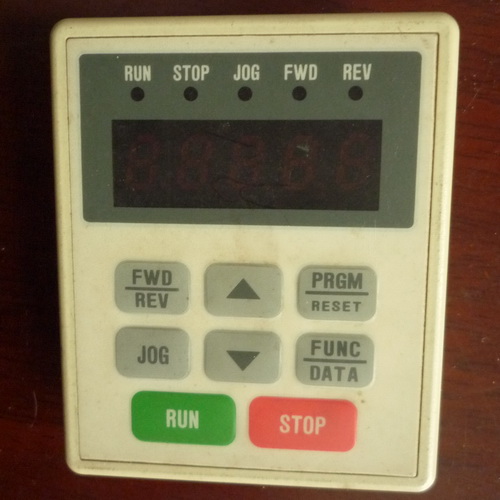 RUN STOP JOG FWD REV
FWD PRGM
REV RESET
JOG FUNC
DATA
RUN STOP